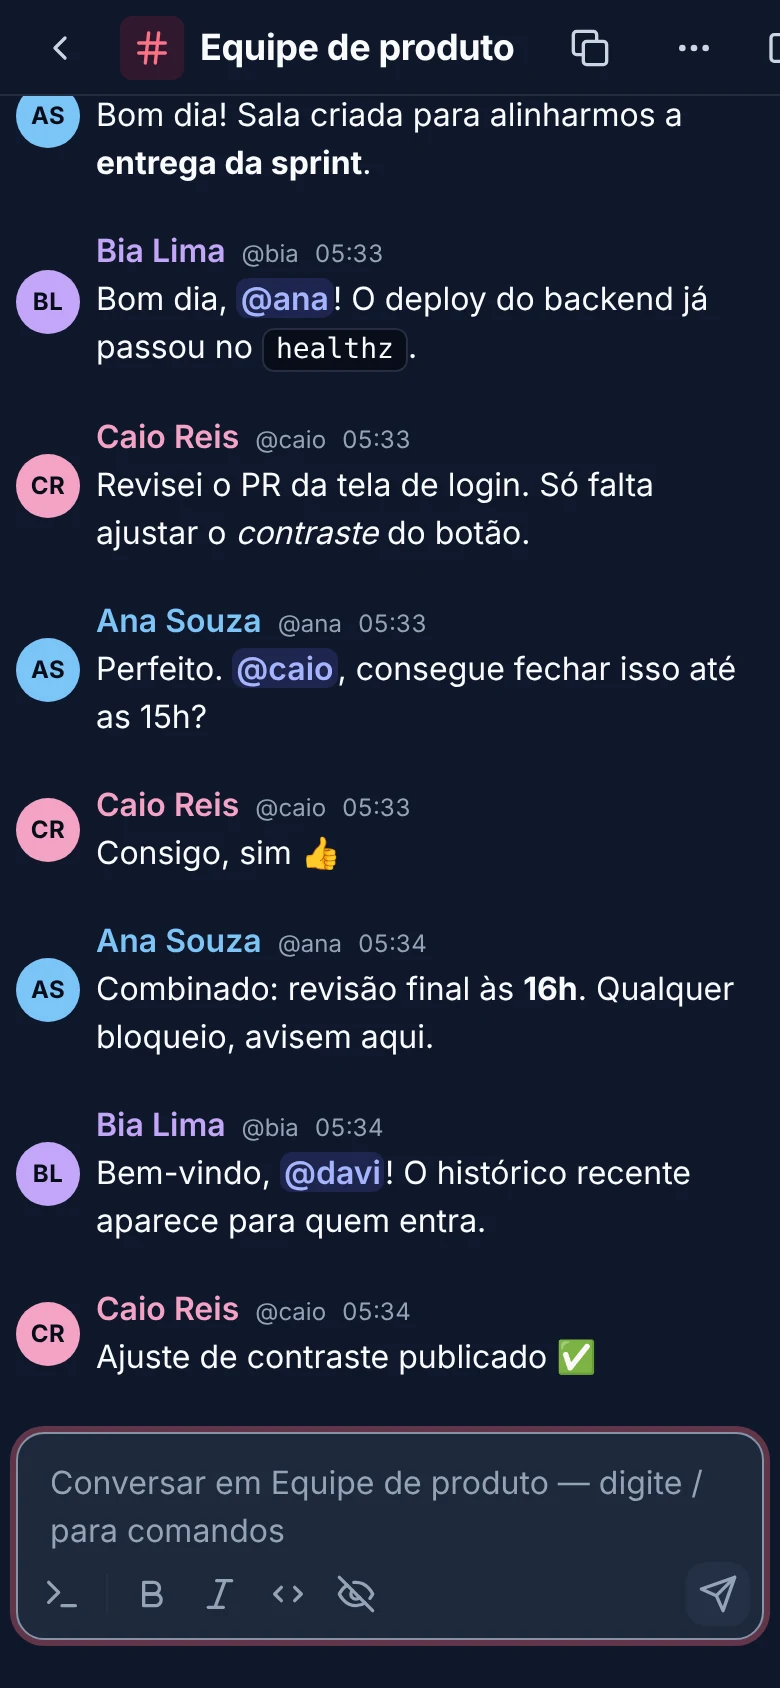 Equipe de produto
AS
Bom dia! Sala criada para alinharmos a
entrega da sprint.
Bia Lima @bia 05:33
BL
Bom dia, @ana! O deploy do backend já
passou no healthz.
Caio Reis @caio 05:33
CR
Revisei o PR da tela de login. Só falta
ajustar o contraste do botão.
Ana Souza @ana 05:33
AS
Perfeito. @caio, consegue fechar isso até
as 15h?
Caio Reis @caio 05:33
CR
Consigo, sim 👍
Ana Souza @ana 05:34
AS
Combinado: revisão final às 16h. Qualquer
bloqueio, avisem aqui.
Bia Lima @bia 05:34
BL
Bem-vindo, @davi! O histórico recente
aparece para quem entra.
Caio Reis @caio 05:34
CR
Ajuste de contraste publicado ✅
Conversar em Equipe de produto — digite /
para comandos